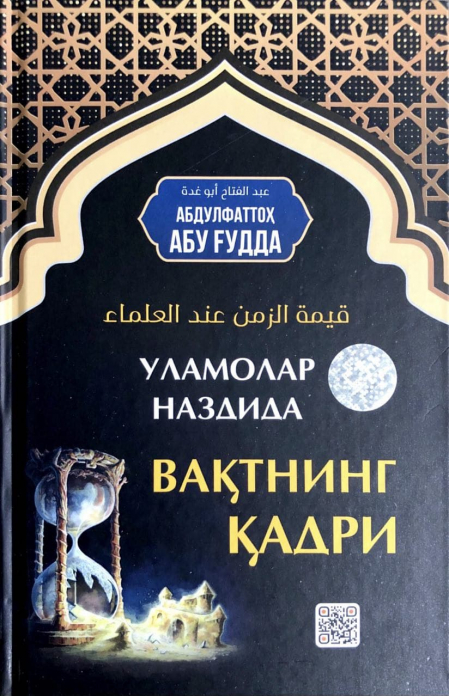 عبد الفتاح أبو غدة
АБДУЛФАТТОҲ
АБУ ҒУДДА
قيمة الزمن عند العلماء
УЛАМОЛАР
НАЗДИДА
ВАҚТНИНГ
ҚАДРИ